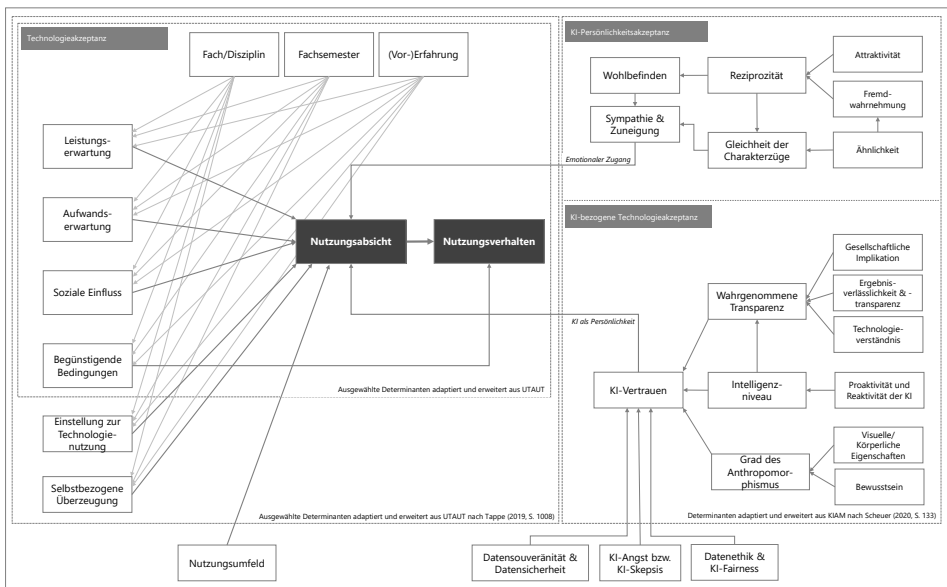 Technologieakzeptanz
Fach/Disziplin
Fachsemester
(Vor-)Erfahrung
Leistungs-
erwartung
Aufwands-
erwartung
Soziale Einfluss
Begünstigende
Bedingungen
Einstellung zur
Technologie-
nutzung
Selbstbezogene
Überzeugung
Nutzungsabsicht
Nutzungsverhalten
Ausgewählte Determinanten adaptiert und erweitert aus UTAUT
Ausgewählte Determinanten adaptiert und erweitert aus UTAUT nach Tappe (2019, S. 1008)
Nutzungsumfeld
KI-Persönlichkeitsakzeptanz
Wohlbefinden
Reziprozität
Attraktivität
Fremd-
wahrnehmung
Sympathie &
Zuneigung
Gleichheit der
Charakterzüge
Ähnlichkeit
Emotionaler Zugang
KI-bezogene Technologieakzeptanz
Gesellschaftliche
Implikation
Wahrgenommene
Transparenz
Ergebnis-
verlässlichkeit & -
transparenz
Technologie-
verständnis
KI als Persönlichkeit
KI-Vertrauen
Intelligenz-
niveau
Proaktivität und
Reaktivität der KI
Grad des
Anthropomor-
phismus
Visuelle/
Körperliche
Eigenschaften
Bewusstsein
Determinanten adaptiert und erweitert aus KIAM nach Scheuer (2020, S. 133)
Datensouveränität &
Datensicherheit
KI-Angst bzw.
KI-Skepsis
Datenethik &
KI-Fairness